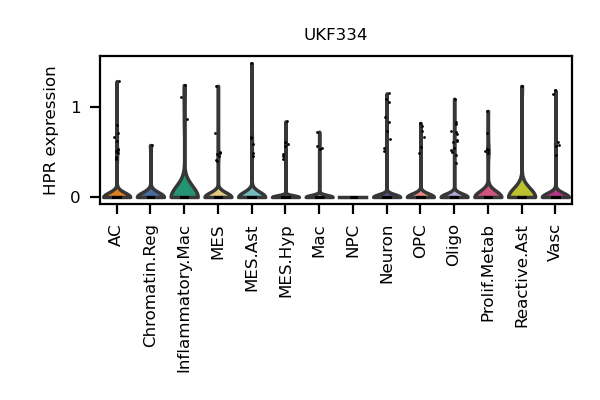 UKF334
HPR expression
1
0
AC
Chromatin.Reg
Inflammatory.Mac
MES
MES.Ast
MES.Hyp
Mac
NPC
Neuron
OPC
Oligo
Prolif.Metab
Reactive.Ast
Vasc